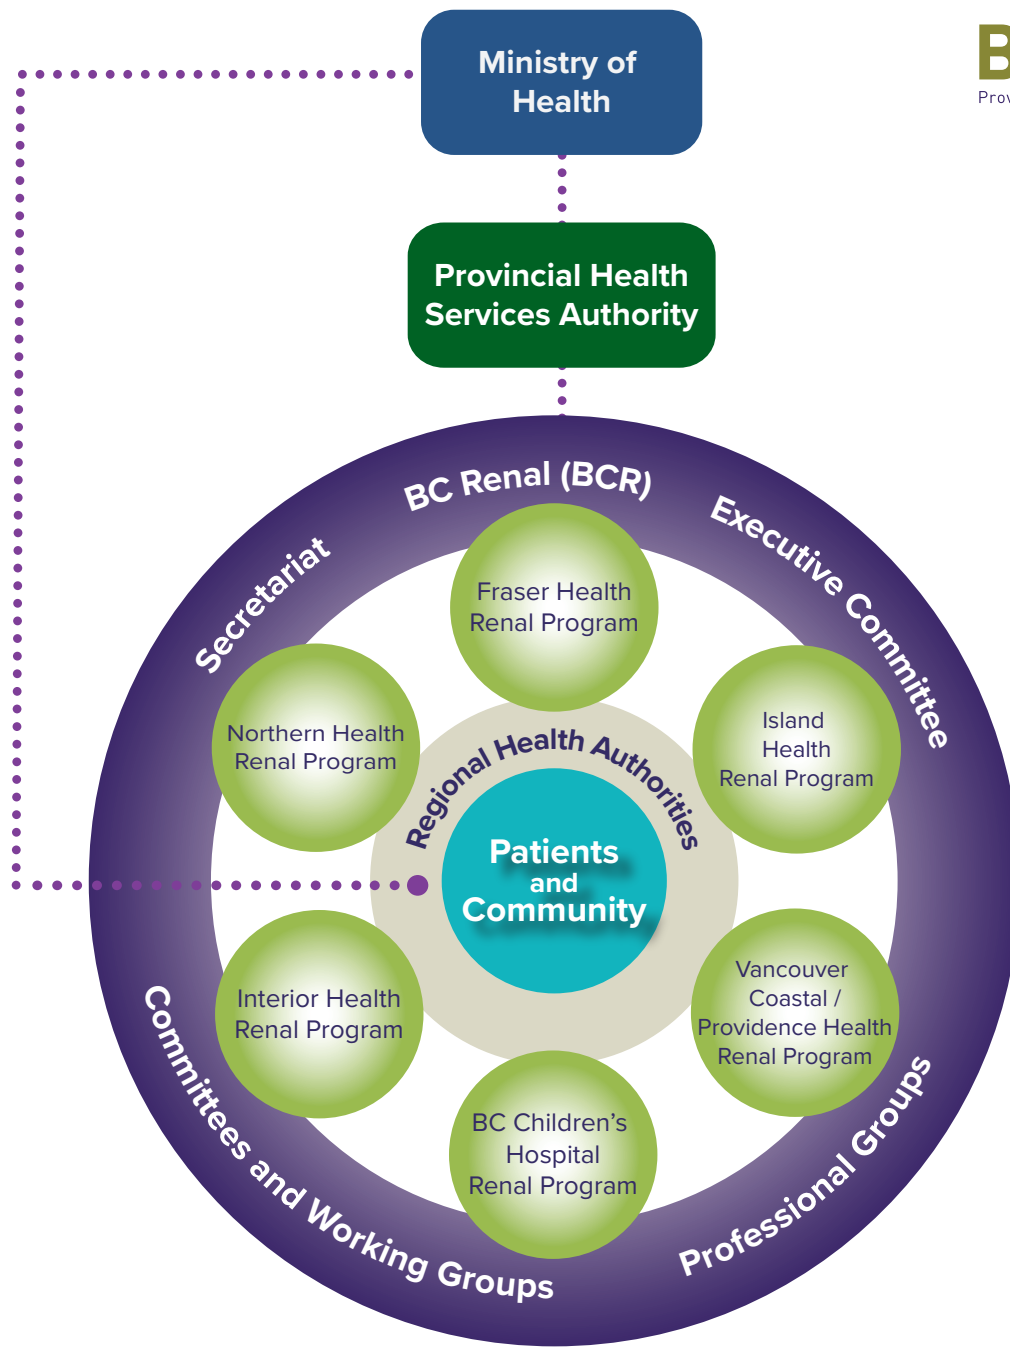 Ministry of
Health
Prov
Provincial Health
Services Authority
BC Renal (BCR)
Secretariat
Executive Committee
Fraser Health
Renal Program
Northern Health
Renal Program
Island
Health
Renal Program
Regional Health Authorities
Patients
and
Community
Interior Health
Renal Program
Vancouver
Coastal /
Providence Health
Renal Program
BC Children's
Hospital
Renal Program
Committees and Working Groups
Professional Groups